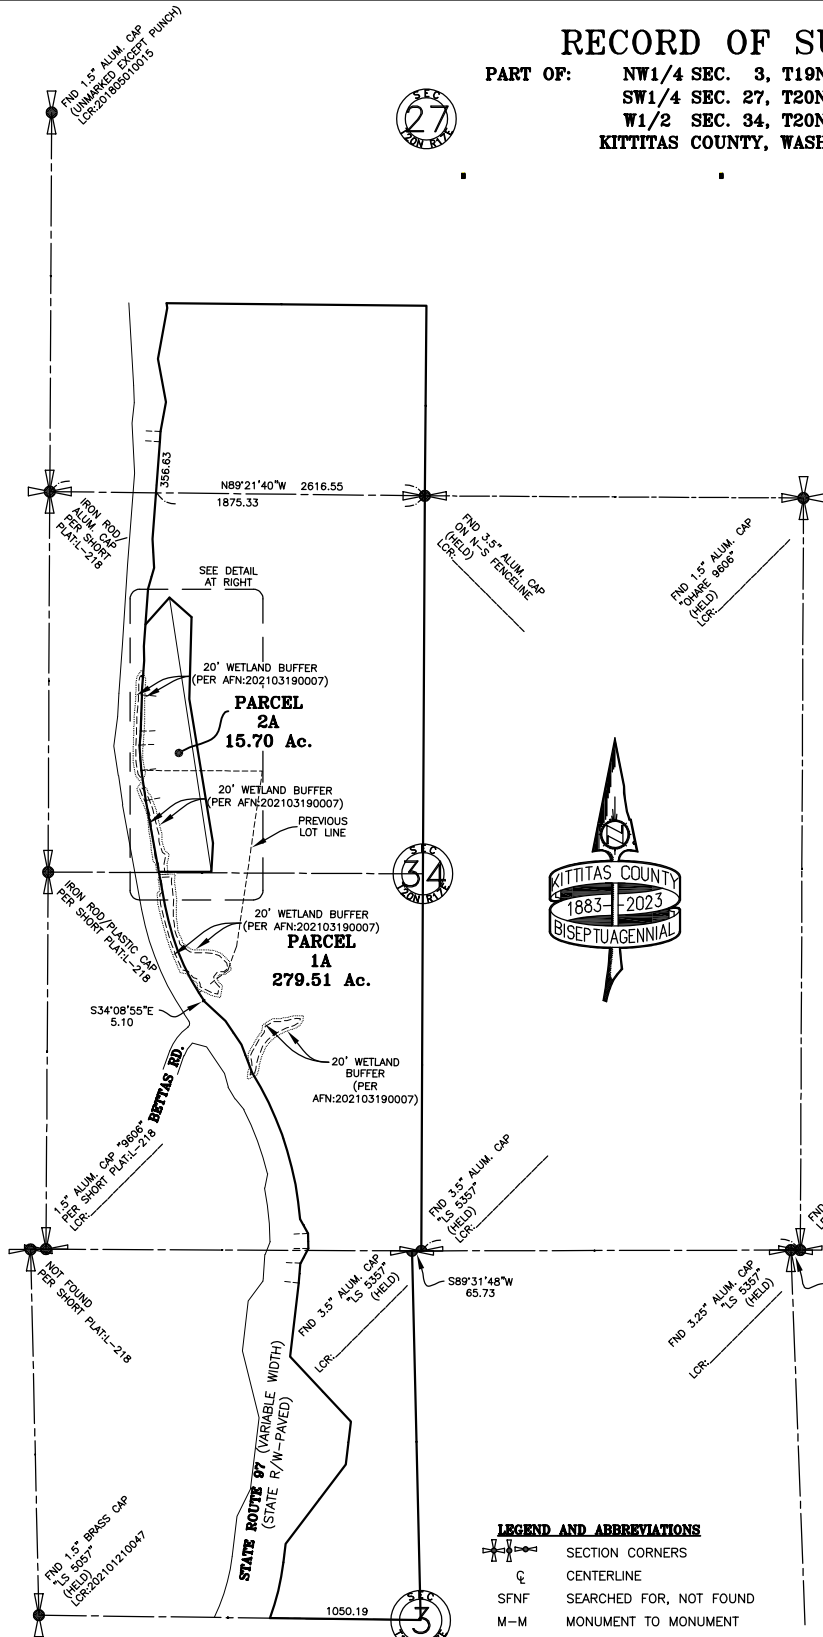 RECORD OF SU
PART OF: NW1/4 SEC. 3, T19N
SW1/4 SEC. 27, T20N
W1/2 SEC. 34, T20N
KITTITAS COUNTY, WASH
FND 1.5" ALUM. CAP
(UNMARKED EXCEPT PUNCH)
LCR:201805010015
SEC
27
T20N R17E
356.63
N89°21'40"W 2616.55
1875.33
IRON ROD/
ALUM. CAP
PER SHORT
PLAT:L-218
FND 3.5" ALUM. CAP
ON N-S FENCELINE
(HELD)
LCR:
FND 1.5" ALUM. CAP
"OHARE 9606"
(HELD)
LCR:
SEE DETAIL
AT RIGHT
20' WETLAND BUFFER
(PER AFN:202103190007)
PARCEL
2A
15.70 Ac.
20' WETLAND BUFFER
(PER AFN:202103190007)
PREVIOUS
LOT LINE
SEC
34
T20N R17E
N
KITTITAS COUNTY
1883--2023
BISEPTUAGENNIAL
IRON ROD/PLASTIC CAP
PER SHORT PLAT:L-218
20' WETLAND BUFFER
(PER AFN:202103190007)
PARCEL
1A
279.51 Ac.
S34°08'55"E
5.10
20' WETLAND
BUFFER
(PER
AFN:202103190007)
BETTAS RD.
1.5" ALUM. CAP "9606"
PER SHORT PLAT:L-218
LCR:
FND 3.5" ALUM. CAP
"LS 5357"
(HELD)
LCR:
NOT FOUND
PER SHORT PLAT:L-218
FND 3.5" ALUM. CAP
"LS 5357"
(HELD)
LCR:
S89°31'48"W
65.73
FND 3.25" ALUM. CAP
"LS 5357"
(HELD)
LCR:
FND
STATE ROUTE 97 (VARIABLE WIDTH)
(STATE R/W-PAVED)
FND 1.5" BRASS CAP
"LS 5057"
(HELD)
LCR:202101210047
1050.19
SEC
3
LEGEND AND ABBREVIATIONS
SECTION CORNERS
℄ CENTERLINE
SFNF SEARCHED FOR, NOT FOUND
M-M MONUMENT TO MONUMENT